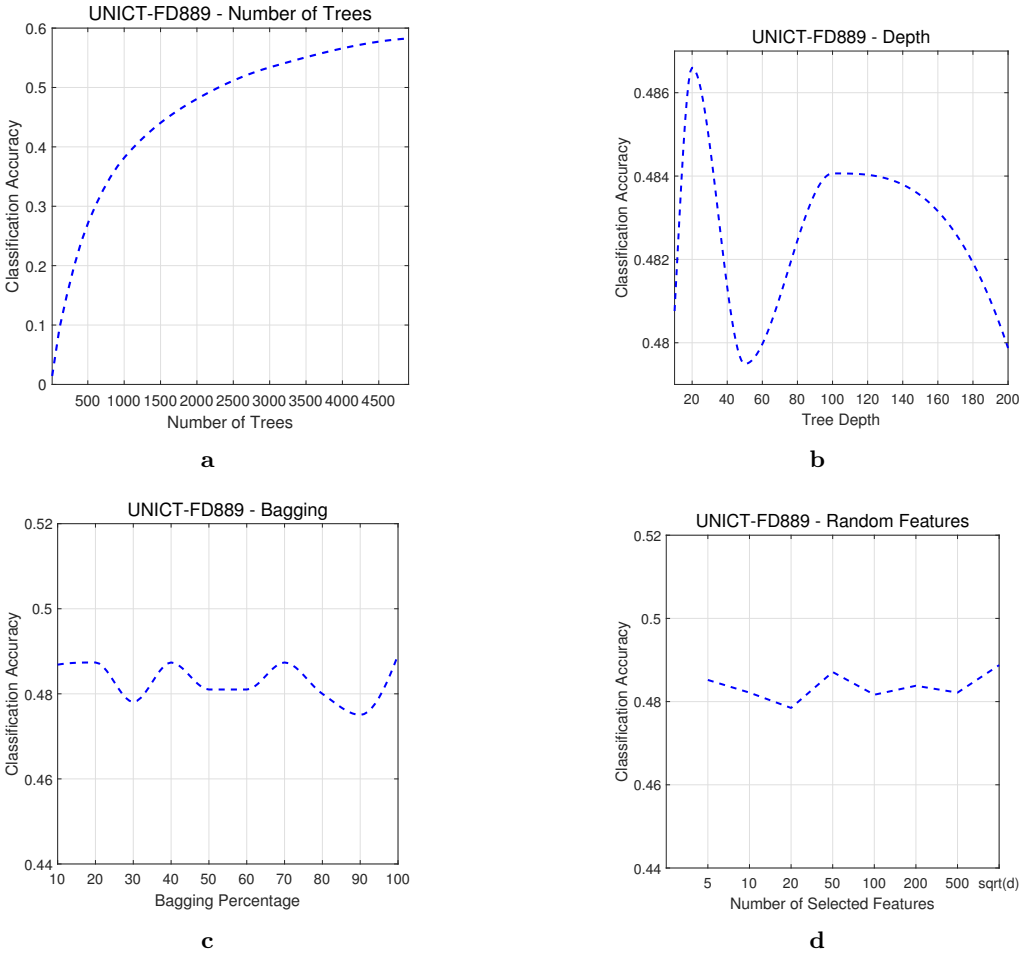 UNICT-FD889 - Number of Trees
0.6
0.5
0.4
0.3
0.2
0.1
0
Classification Accuracy
500 1000 1500 2000 2500 3000 3500 4000 4500
Number of Trees
a
UNICT-FD889 - Depth
0.486
0.484
0.482
0.48
Classification Accuracy
20 40 60 80 100 120 140 160 180 200
Tree Depth
b
UNICT-FD889 - Bagging
0.52
0.5
0.48
0.46
0.44
Classification Accuracy
10 20 30 40 50 60 70 80 90 100
Bagging Percentage
c
UNICT-FD889 - Random Features
0.52
0.5
0.48
0.46
0.44
Classification Accuracy
5 10 20 50 100 200 500 sqrt(d)
Number of Selected Features
d